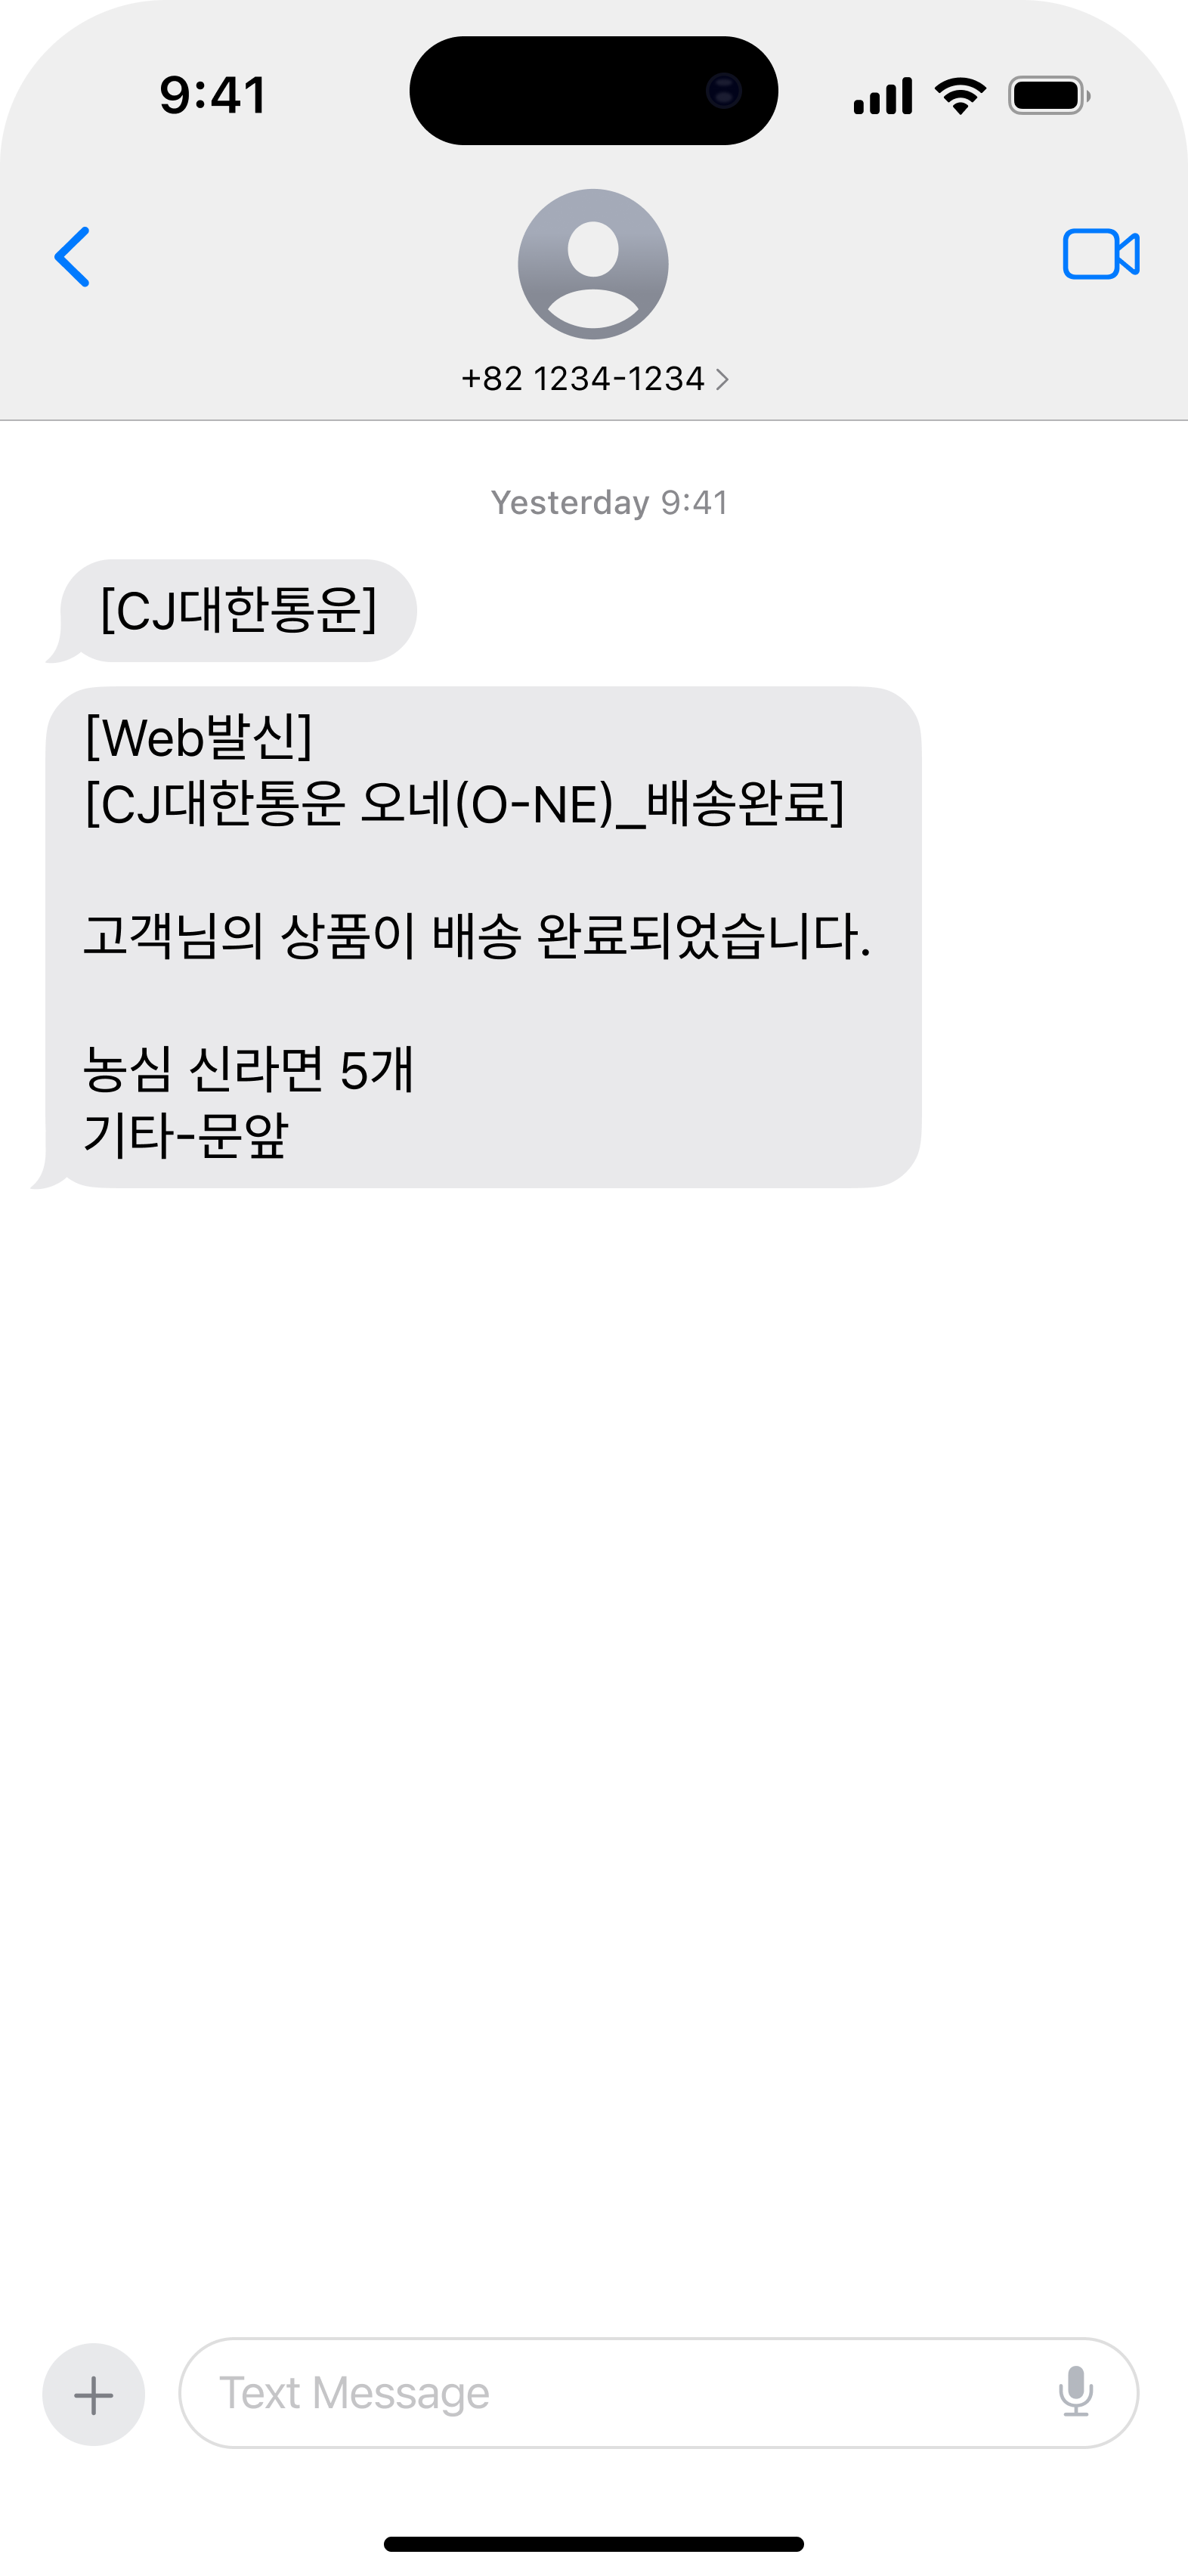 9:41
+82 1234-1234
Yesterday 9:41
[CJ대한통운]
[Web발신]
[CJ대한통운 오네(O-NE)_배송완료]
고객님의 상품이 배송 완료되었습니다.
농심 신라면 5개
기타-문앞
Text Message